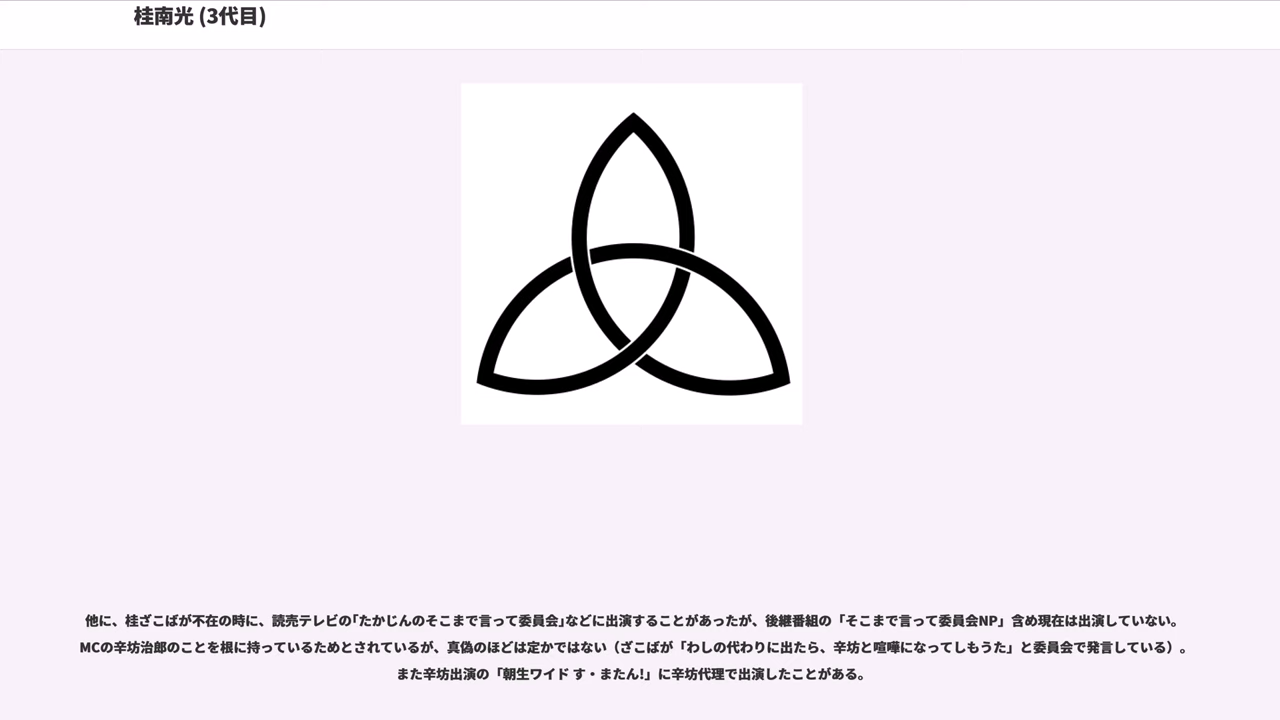 桂南光 (3代目)
他に、桂ざこばが不在の時に、読売テレビの｢たかじんのそこまで言って委員会｣などに出演することがあったが、後継番組の「そこまで言って委員会NP」含め現在は出演していない。
MCの辛坊治郎のことを根に持っているためとされているが、真偽のほどは定かではない（ざこばが「わしの代わりに出たら、辛坊と喧嘩になってしもうた」と委員会で発言している）。
また辛坊出演の「朝生ワイド す・またん!」に辛坊代理で出演したことがある。